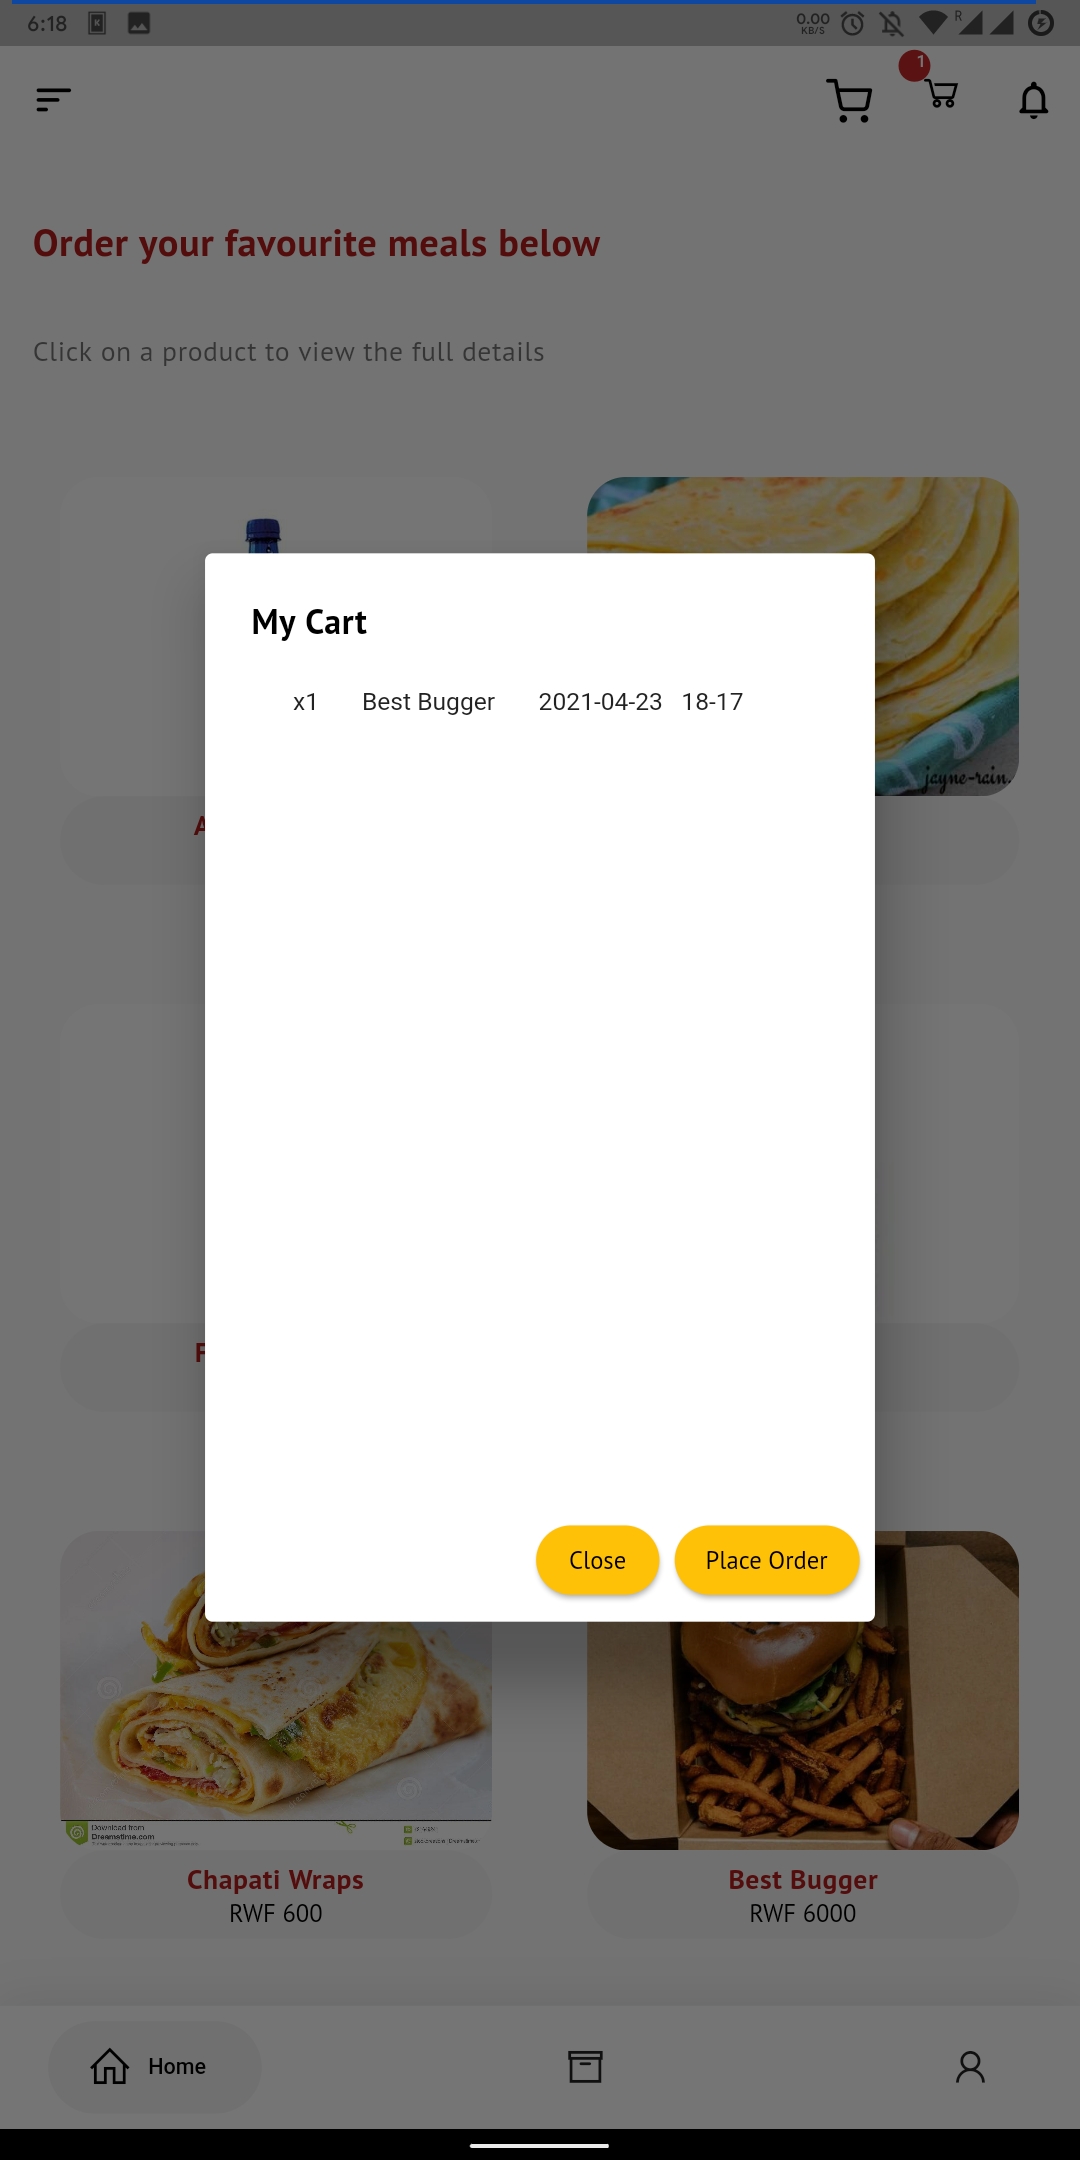 6:18
0.00
KB/S
R
1
Order your favourite meals below
Click on a product to view the full details
jayne-rain.
My Cart
x1 Best Bugger 2021-04-23 18-17
Close Place Order
Download from
Dreamstime.com
Chapati Wraps
RWF 600
Best Bugger
RWF 6000
Home